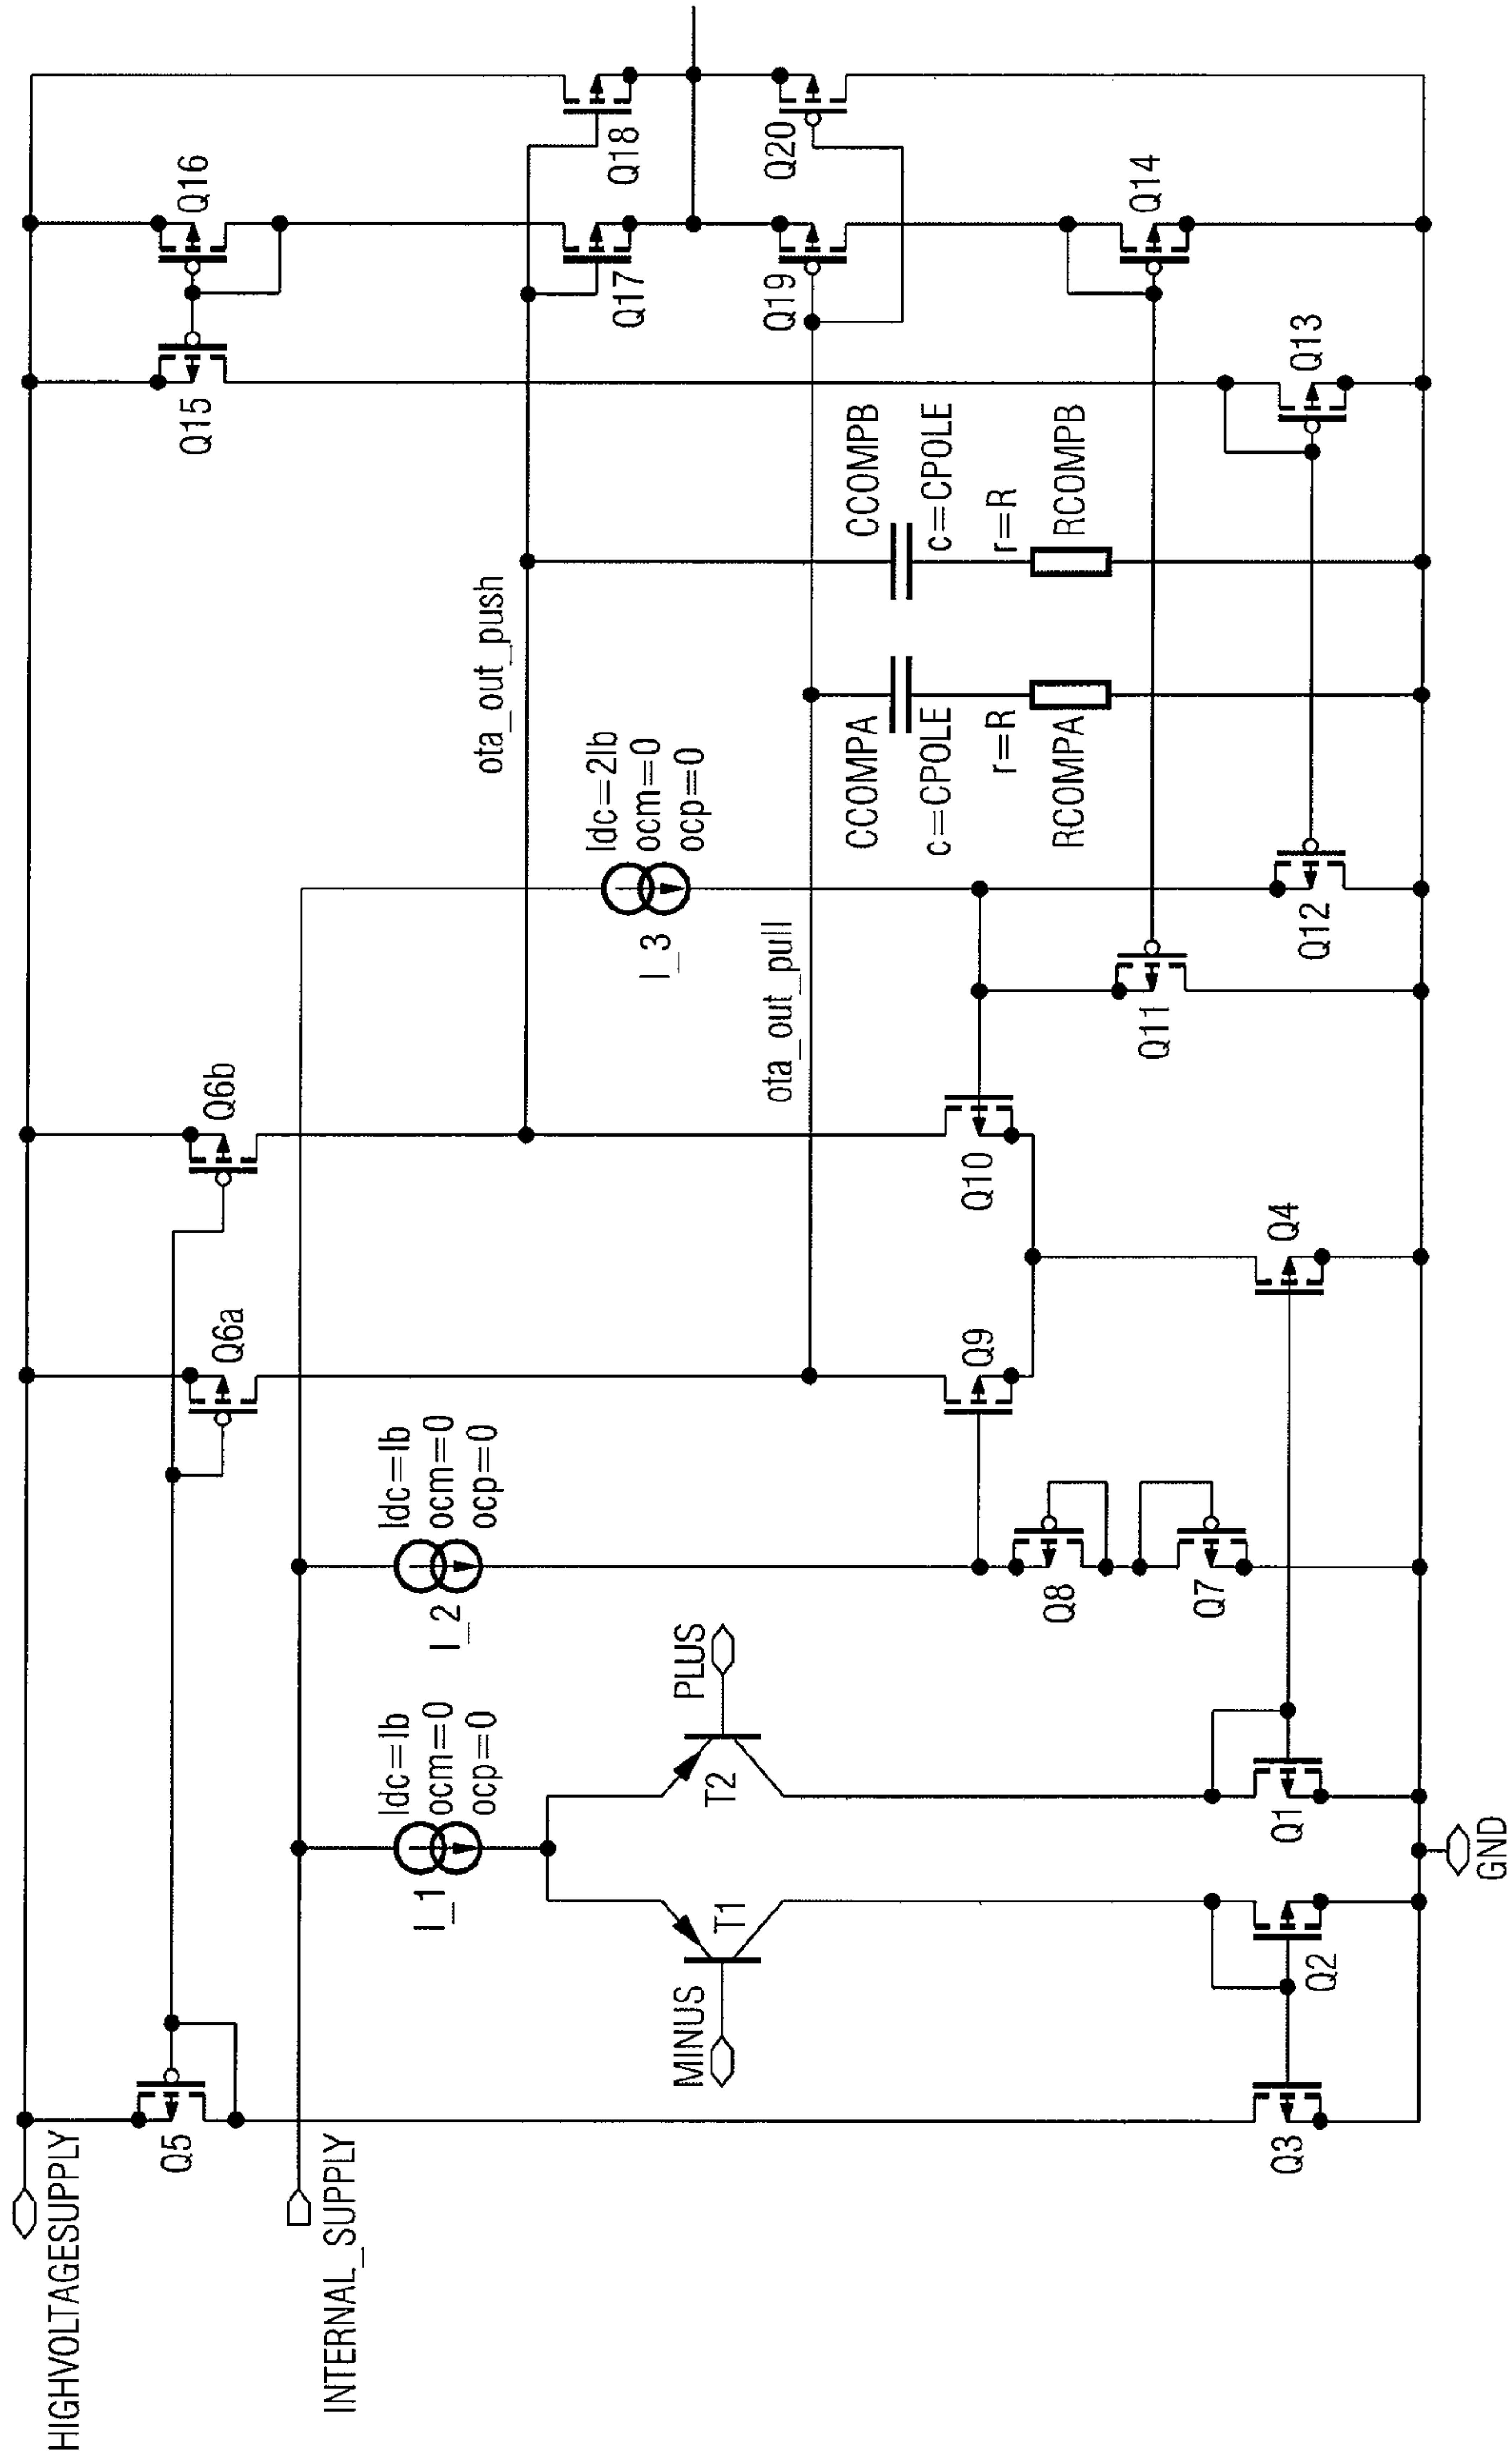 HIGHVOLTAGESUPPLY
INTERNAL_SUPPLY
Q5
Q3
MINUS
T1
Q2
GND
I_1
Idc=Ib
ocm=0
ocp=0
T2
PLUS
Q1
I_2
Idc=Ib
ocm=0
ocp=0
Q8
Q7
Q6a
Q9
Q4
Q6b
Q10
ota_out_pull
Q11
I_3
Idc=2Ib
ocm=0
ocp=0
Q12
ota_out_push
CCOMPA
c=CPOLE
r=R
RCOMPA
CCOMPB
c=CPOLE
r=R
RCOMPB
Q15
Q13
Q16
Q17
Q19
Q14
Q18
Q20